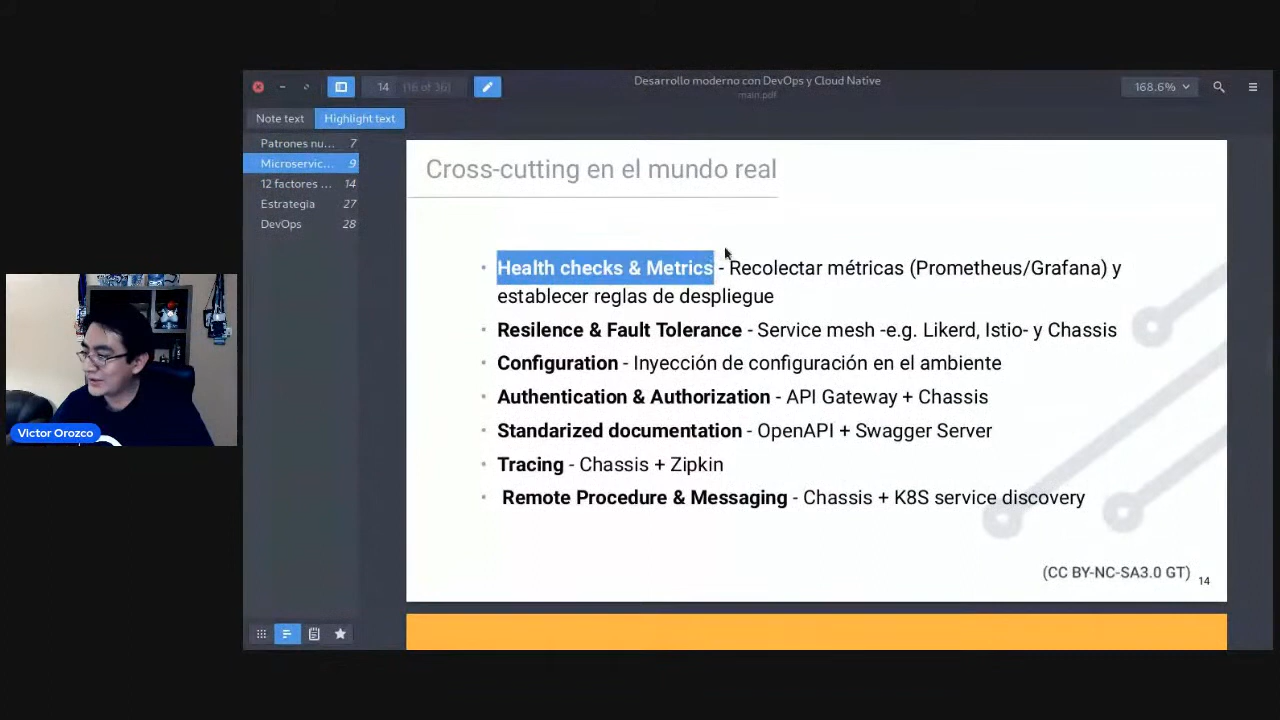 Desarrollo moderno con DevOps y Cloud Native
main.pdf
14 (16 of 36)
168.6%
Note text
Highlight text
Patrones nu... 7
Microservic... 9
12 factores ... 14
Estrategia 27
DevOps 28
Cross-cutting en el mundo real
• Health checks & Metrics - Recolectar métricas (Prometheus/Grafana) y
establecer reglas de despliegue
• Resilence & Fault Tolerance - Service mesh -e.g. Likerd, Istio- y Chassis
• Configuration - Inyección de configuración en el ambiente
• Authentication & Authorization - API Gateway + Chassis
• Standarized documentation - OpenAPI + Swagger Server
• Tracing - Chassis + Zipkin
• Remote Procedure & Messaging - Chassis + K8S service discovery
(CC BY-NC-SA3.0 GT)
14
Victor Orozco